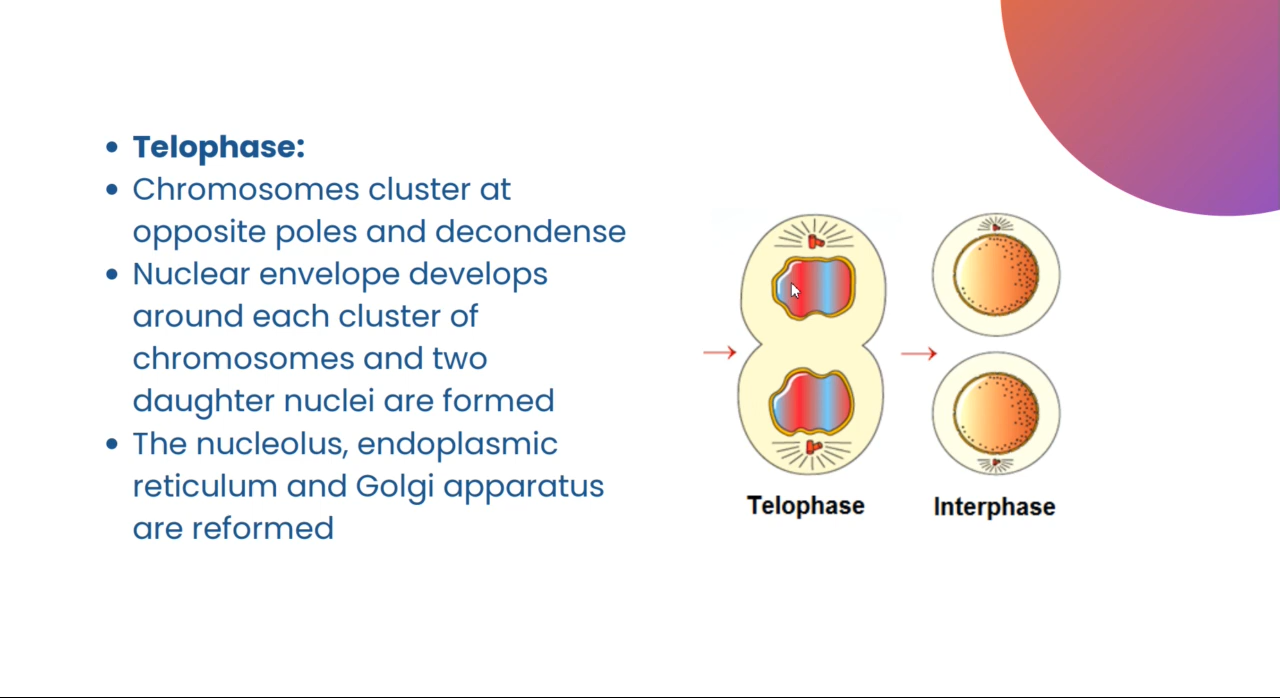 Telophase:
Chromosomes cluster at
opposite poles and decondense
Nuclear envelope develops
around each cluster of
chromosomes and two
daughter nuclei are formed
The nucleolus, endoplasmic
reticulum and Golgi apparatus
are reformed
Telophase
Interphase